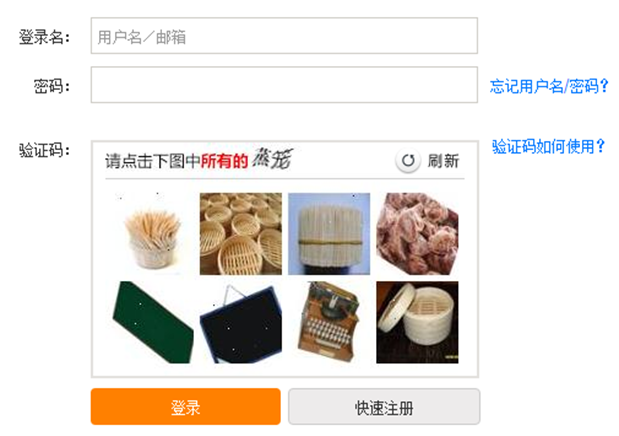 登录名：
用户名／邮箱
密码：
忘记用户名/密码？
验证码：
请点击下图中所有的 蒸笼
刷新
验证码如何使用？
登录
快速注册